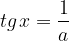 tg x = 1/a